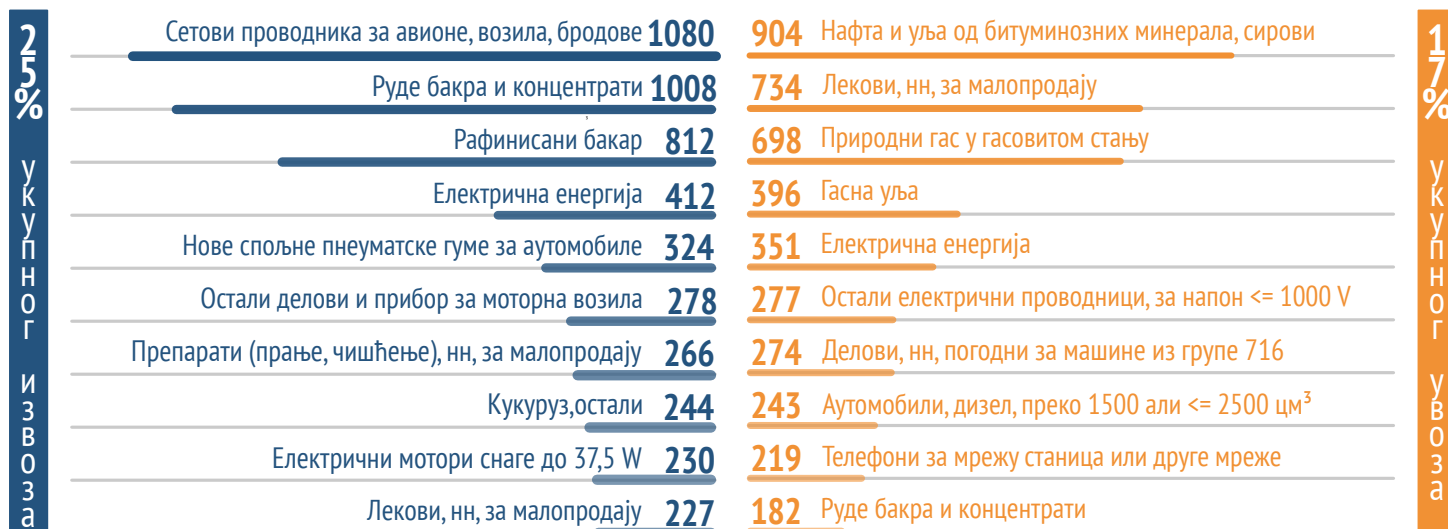 25% укупног извоза
Сетови проводника за авионе, возила, бродове 1080
Руде бакра и концентрати 1008
Рафинисани бакар 812
Електрична енергија 412
Нове спољне пнеуматске гуме за аутомобиле 324
Остали делови и прибор за моторна возила 278
Препарати (прање, чишћење), нн, за малопродају 266
Кукуруз,остали 244
Електрични мотори снаге до 37,5 W 230
Лекови, нн, за малопродају 227
904 Нафта и уља од битуминозних минерала, сирови
734 Лекови, нн, за малопродају
698 Природни гас у гасовитом стању
396 Гасна уља
351 Електрична енергија
277 Остали електрични проводници, за напон <= 1000 V
274 Делови, нн, погодни за машине из групе 716
243 Аутомобили, дизел, преко 1500 али <= 2500 цм³
219 Телефони за мрежу станица или друге мреже
182 Руде бакра и концентрати
17% укупног увоза